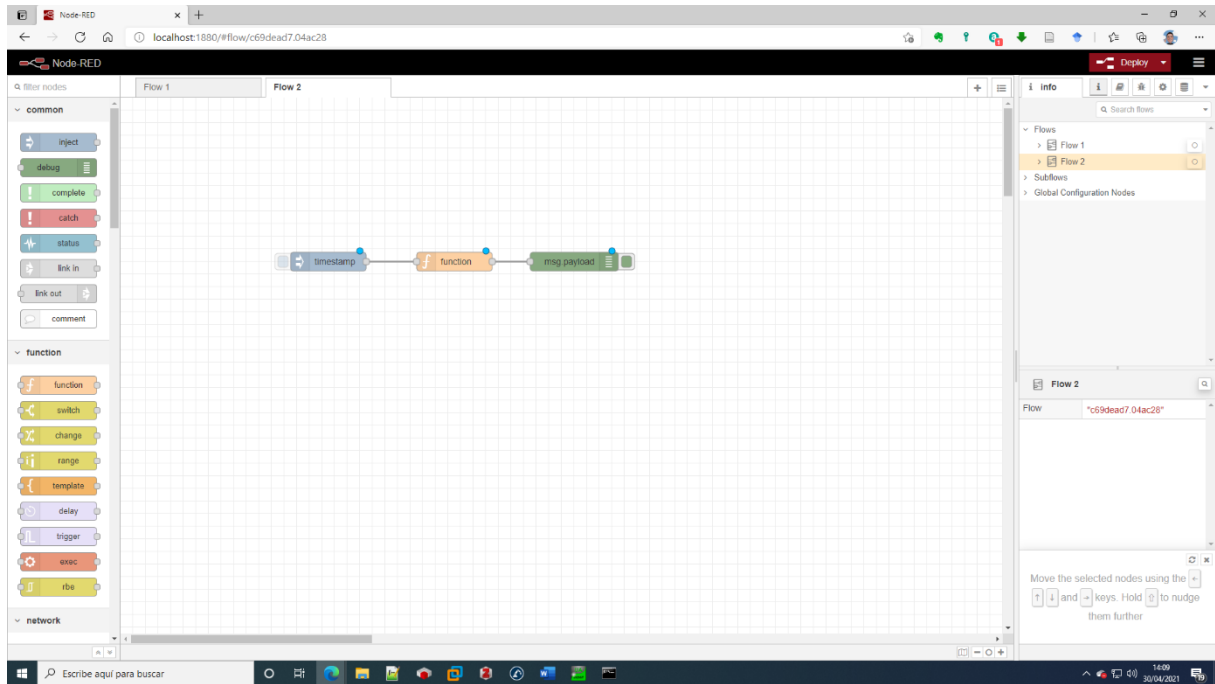 Node-RED
localhost:1880/#flow/c69dead7.04ac28
Node-RED
Deploy
filter nodes
common
inject
debug
complete
catch
status
link in
link out
comment
function
function
switch
change
range
template
delay
trigger
exec
rbe
network
Flow 1
Flow 2
timestamp
function
msg.payload
i info
Search flows
Flows
Flow 1
Flow 2
Subflows
Global Configuration Nodes
Flow 2
Flow "c69dead7.04ac28"
Move the selected nodes using the ←
↑ ↓ and → keys. Hold ⇧ to nudge
them further
Escribe aquí para buscar
14:09
30/04/2021